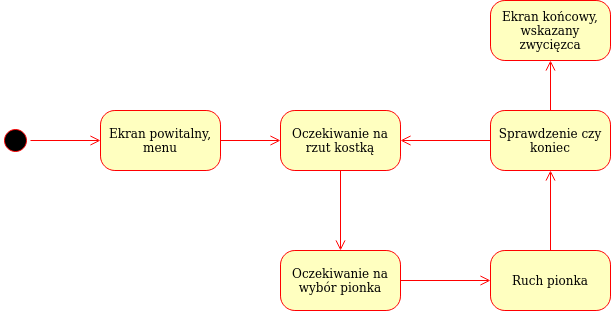 Ekran końcowy,
wskazany
zwycięzca
Ekran powitalny,
menu
Oczekiwanie na
rzut kostką
Sprawdzenie czy
koniec
Oczekiwanie na
wybór pionka
Ruch pionka